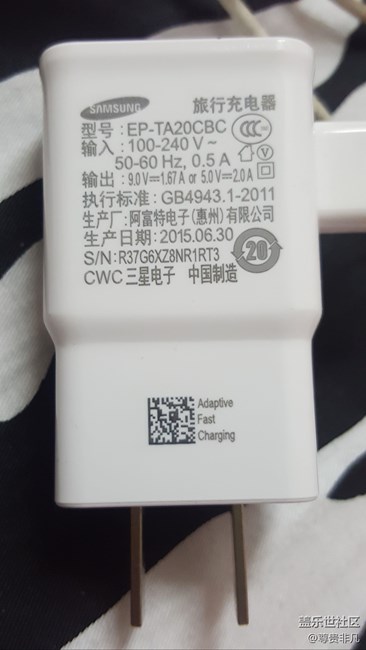 SAMSUNG 旅行充电器
型号:EP-TA20CBC
输入:100-240 V~
50-60 Hz, 0.5 A
输出:9.0V⎓1.67A or 5.0V⎓2.0A
执行标准:GB4943.1-2011
生产厂:阿富特电子(惠州)有限公司
生产日期:2015.06.30
S/N:R37G6XZ8NR1RT3
20
CWC 三星电子 中国制造
Adaptive
Fast
Charging
盖乐世社区
@尊贵非凡